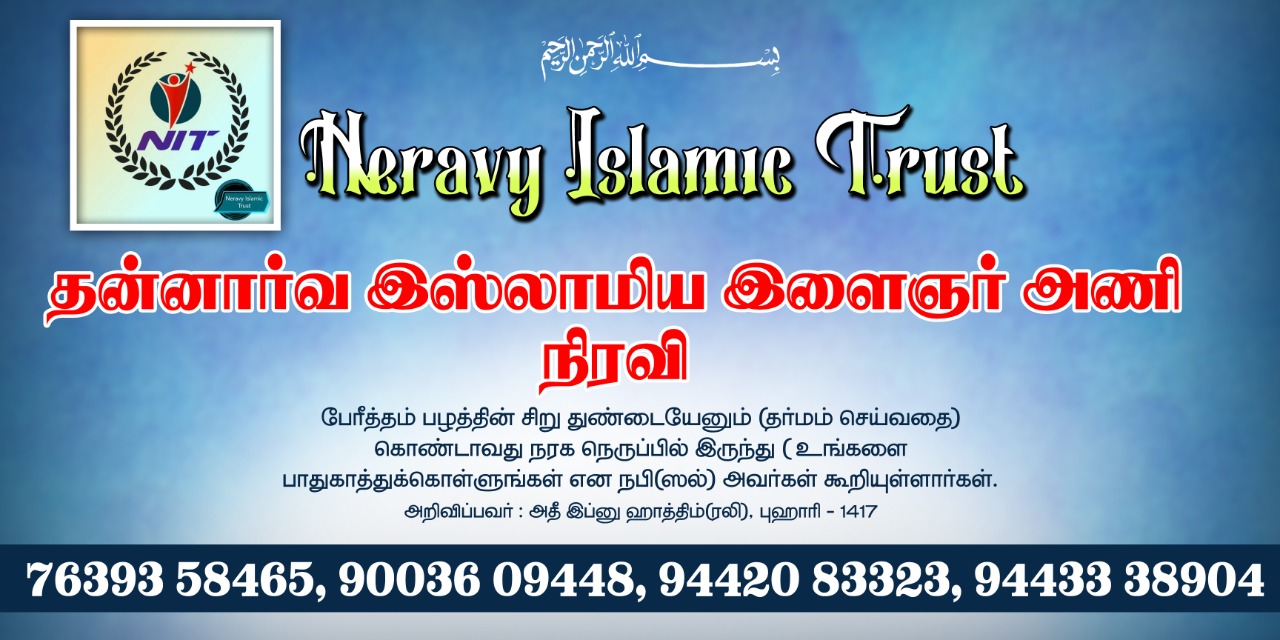 بسم الله الرحمن الرحيم
NIT
Neravy Islamic
Trust
Neravy Islamic Trust
தன்னார்வ இஸ்லாமிய இளைஞர் அணி
நிரவி
பேரீத்தம் பழத்தின் சிறு துண்டையேனும் (தர்மம் செய்வதை)
கொண்டாவது நரக நெருப்பில் இருந்து ( உங்களை
பாதுகாத்துக்கொள்ளுங்கள் என நபி(ஸல்) அவர்கள் கூறியுள்ளார்கள்.
அறிவிப்பவர் : அதீ இப்னு ஹாத்திம்(ரலி), புஹாரி - 1417
76393 58465, 90036 09448, 94420 83323, 94433 38904